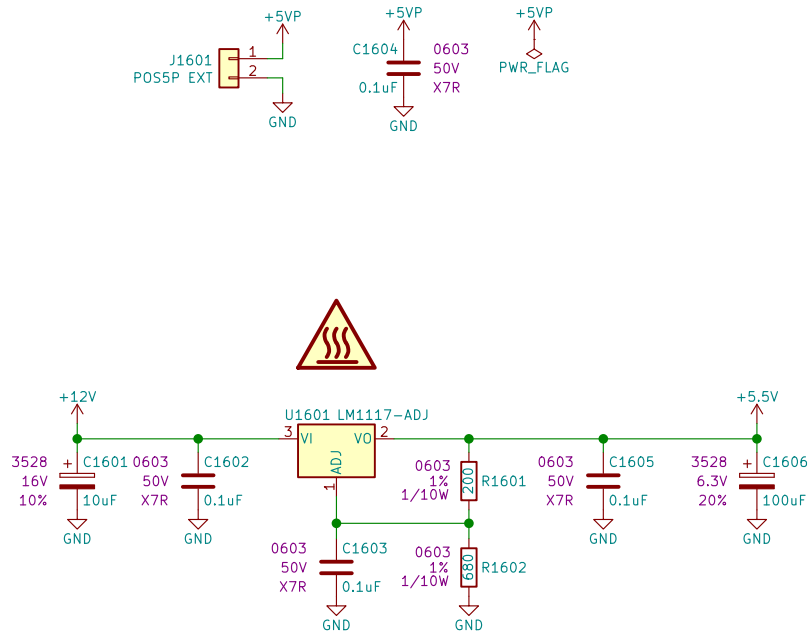 +5VP
J1601
POS5P EXT
1
2
GND
+5VP
C1604
0.1uF
0603
50V
X7R
GND
+5VP
PWR_FLAG
+12V
3528
16V
10%
+
C1601
10uF
GND
0603
50V
X7R
C1602
0.1uF
GND
U1601 LM1117-ADJ
3
VI
VO
2
ADJ
1
0603
50V
X7R
C1603
0.1uF
GND
0603
1%
1/10W
200
R1601
0603
1%
1/10W
680
R1602
GND
0603
50V
X7R
C1605
0.1uF
GND
+5.5V
3528
6.3V
20%
+
C1606
100uF
GND